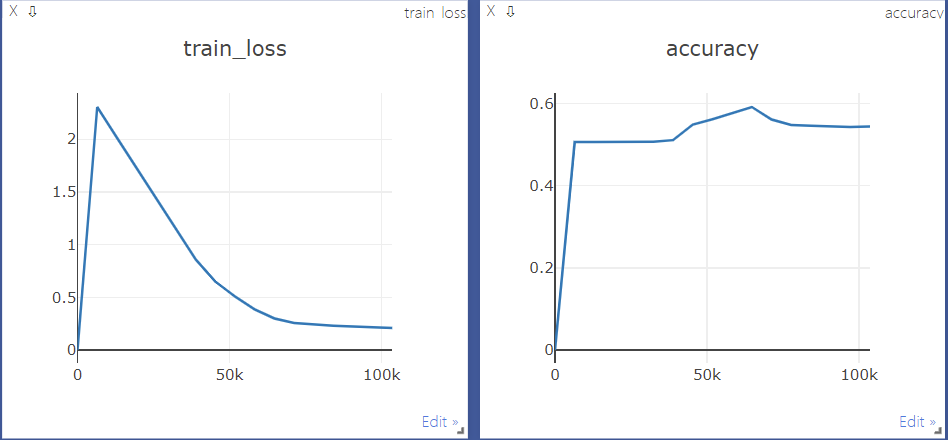 X ⇩ train_loss
train_loss
2
1.5
1
0.5
0
0 50k 100k
Edit »
X ⇩ accuracy
accuracy
0.6
0.4
0.2
0
0 50k 100k
Edit »